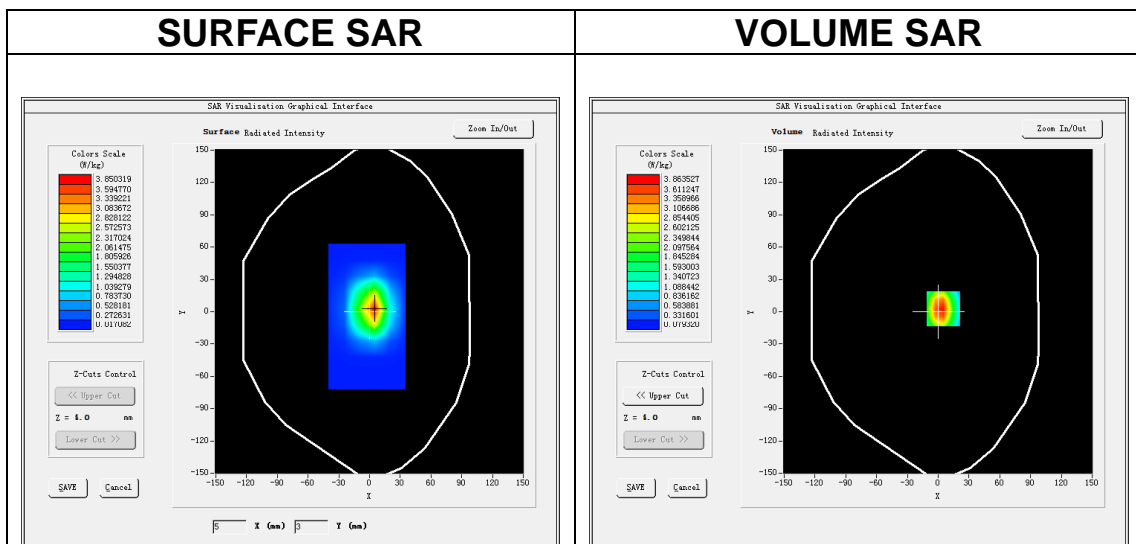 SURFACE SAR
VOLUME SAR
SAR Visualisation Graphical Interface
Surface Radiated Intensity
Zoom In/Out
Colors Scale
(W/kg)
3.850319
3.594770
3.339221
3.083672
2.828122
2.572573
2.317024
2.061475
1.805926
1.550377
1.294828
1.039279
0.783730
0.528181
0.272631
0.017082
Z-Cuts Control
<< Upper Cut
Z = 4.0 mm
Lower Cut >>
SAVE
Cancel
150
120
90
60
30
0
-30
-60
-90
-120
-150
Y
-150 -120 -90 -60 -30 0 30 60 90 120 150
X
5 X (mm) 3 Y (mm)
SAR Visualisation Graphical Interface
Volume Radiated Intensity
Zoom In/Out
Colors Scale
(W/kg)
3.863527
3.611247
3.358966
3.106686
2.854405
2.602125
2.349844
2.097564
1.845284
1.593003
1.340723
1.088442
0.836162
0.583881
0.331601
0.079320
Z-Cuts Control
<< Upper Cut
Z = 4.0 mm
Lower Cut >>
SAVE
Cancel
150
120
90
60
30
0
-30
-60
-90
-120
-150
Y
-150 -120 -90 -60 -30 0 30 60 90 120 150
X